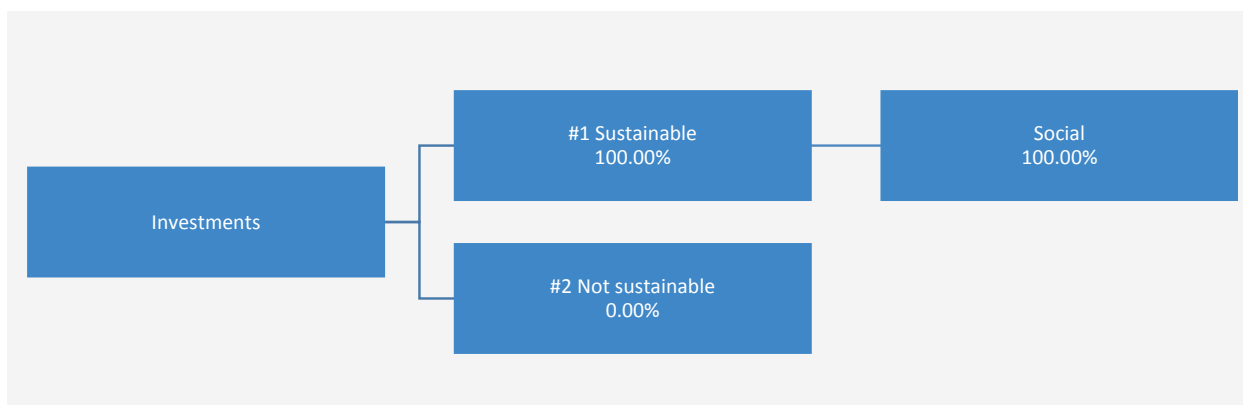 Investments
#1 Sustainable
100.00%
Social
100.00%
#2 Not sustainable
0.00%